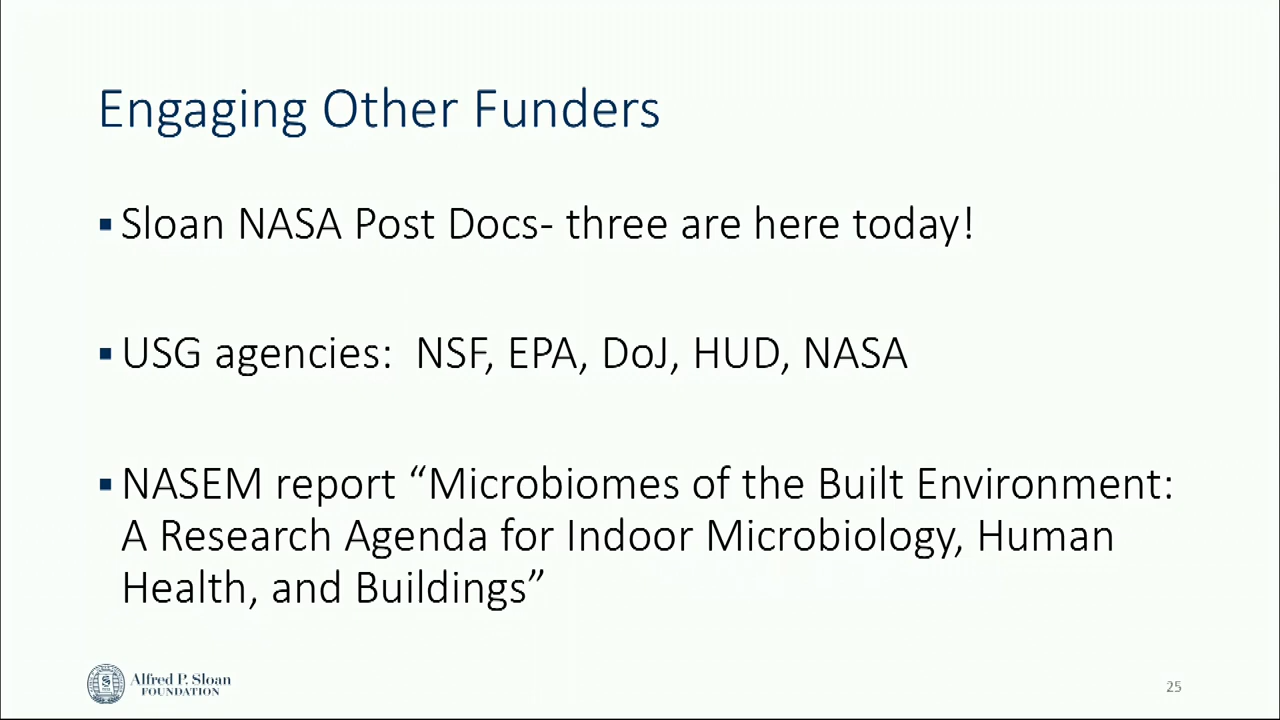 Engaging Other Funders
▪ Sloan NASA Post Docs- three are here today!
▪ USG agencies:  NSF, EPA, DoJ, HUD, NASA
▪ NASEM report “Microbiomes of the Built Environment:
A Research Agenda for Indoor Microbiology, Human
Health, and Buildings”
Alfred P. Sloan
FOUNDATION
25